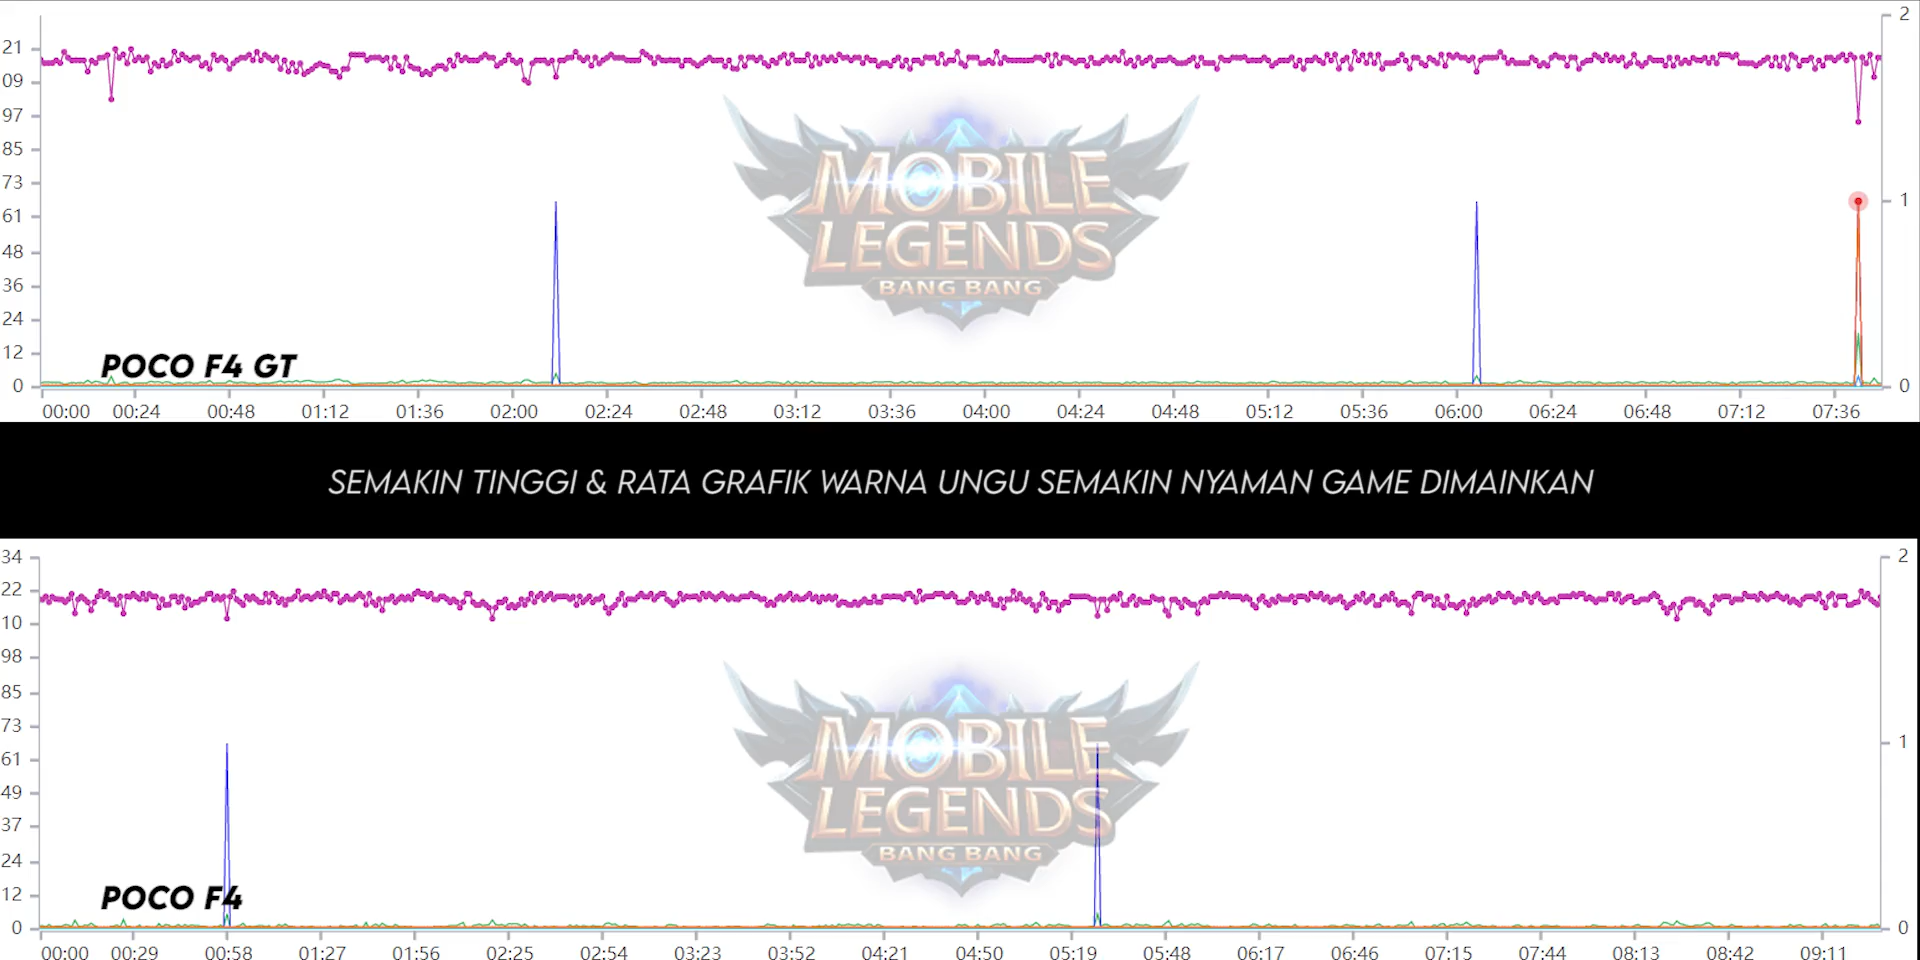 2
21
09
97
85
73
61
48
36
24
12
0
1
0
MOBILE
LEGENDS
BANG BANG
POCO F4 GT
00:00 00:24 00:48 01:12 01:36 02:00 02:24 02:48 03:12 03:36 04:00 04:24 04:48 05:12 05:36 06:00 06:24 06:48 07:12 07:36
SEMAKIN TINGGI & RATA GRAFIK WARNA UNGU SEMAKIN NYAMAN GAME DIMAINKAN
34
22
10
98
85
73
61
49
37
24
12
0
2
1
0
MOBILE
LEGENDS
BANG BANG
POCO F4
00:00 00:29 00:58 01:27 01:56 02:25 02:54 03:23 03:52 04:21 04:50 05:19 05:48 06:17 06:46 07:15 07:44 08:13 08:42 09:11